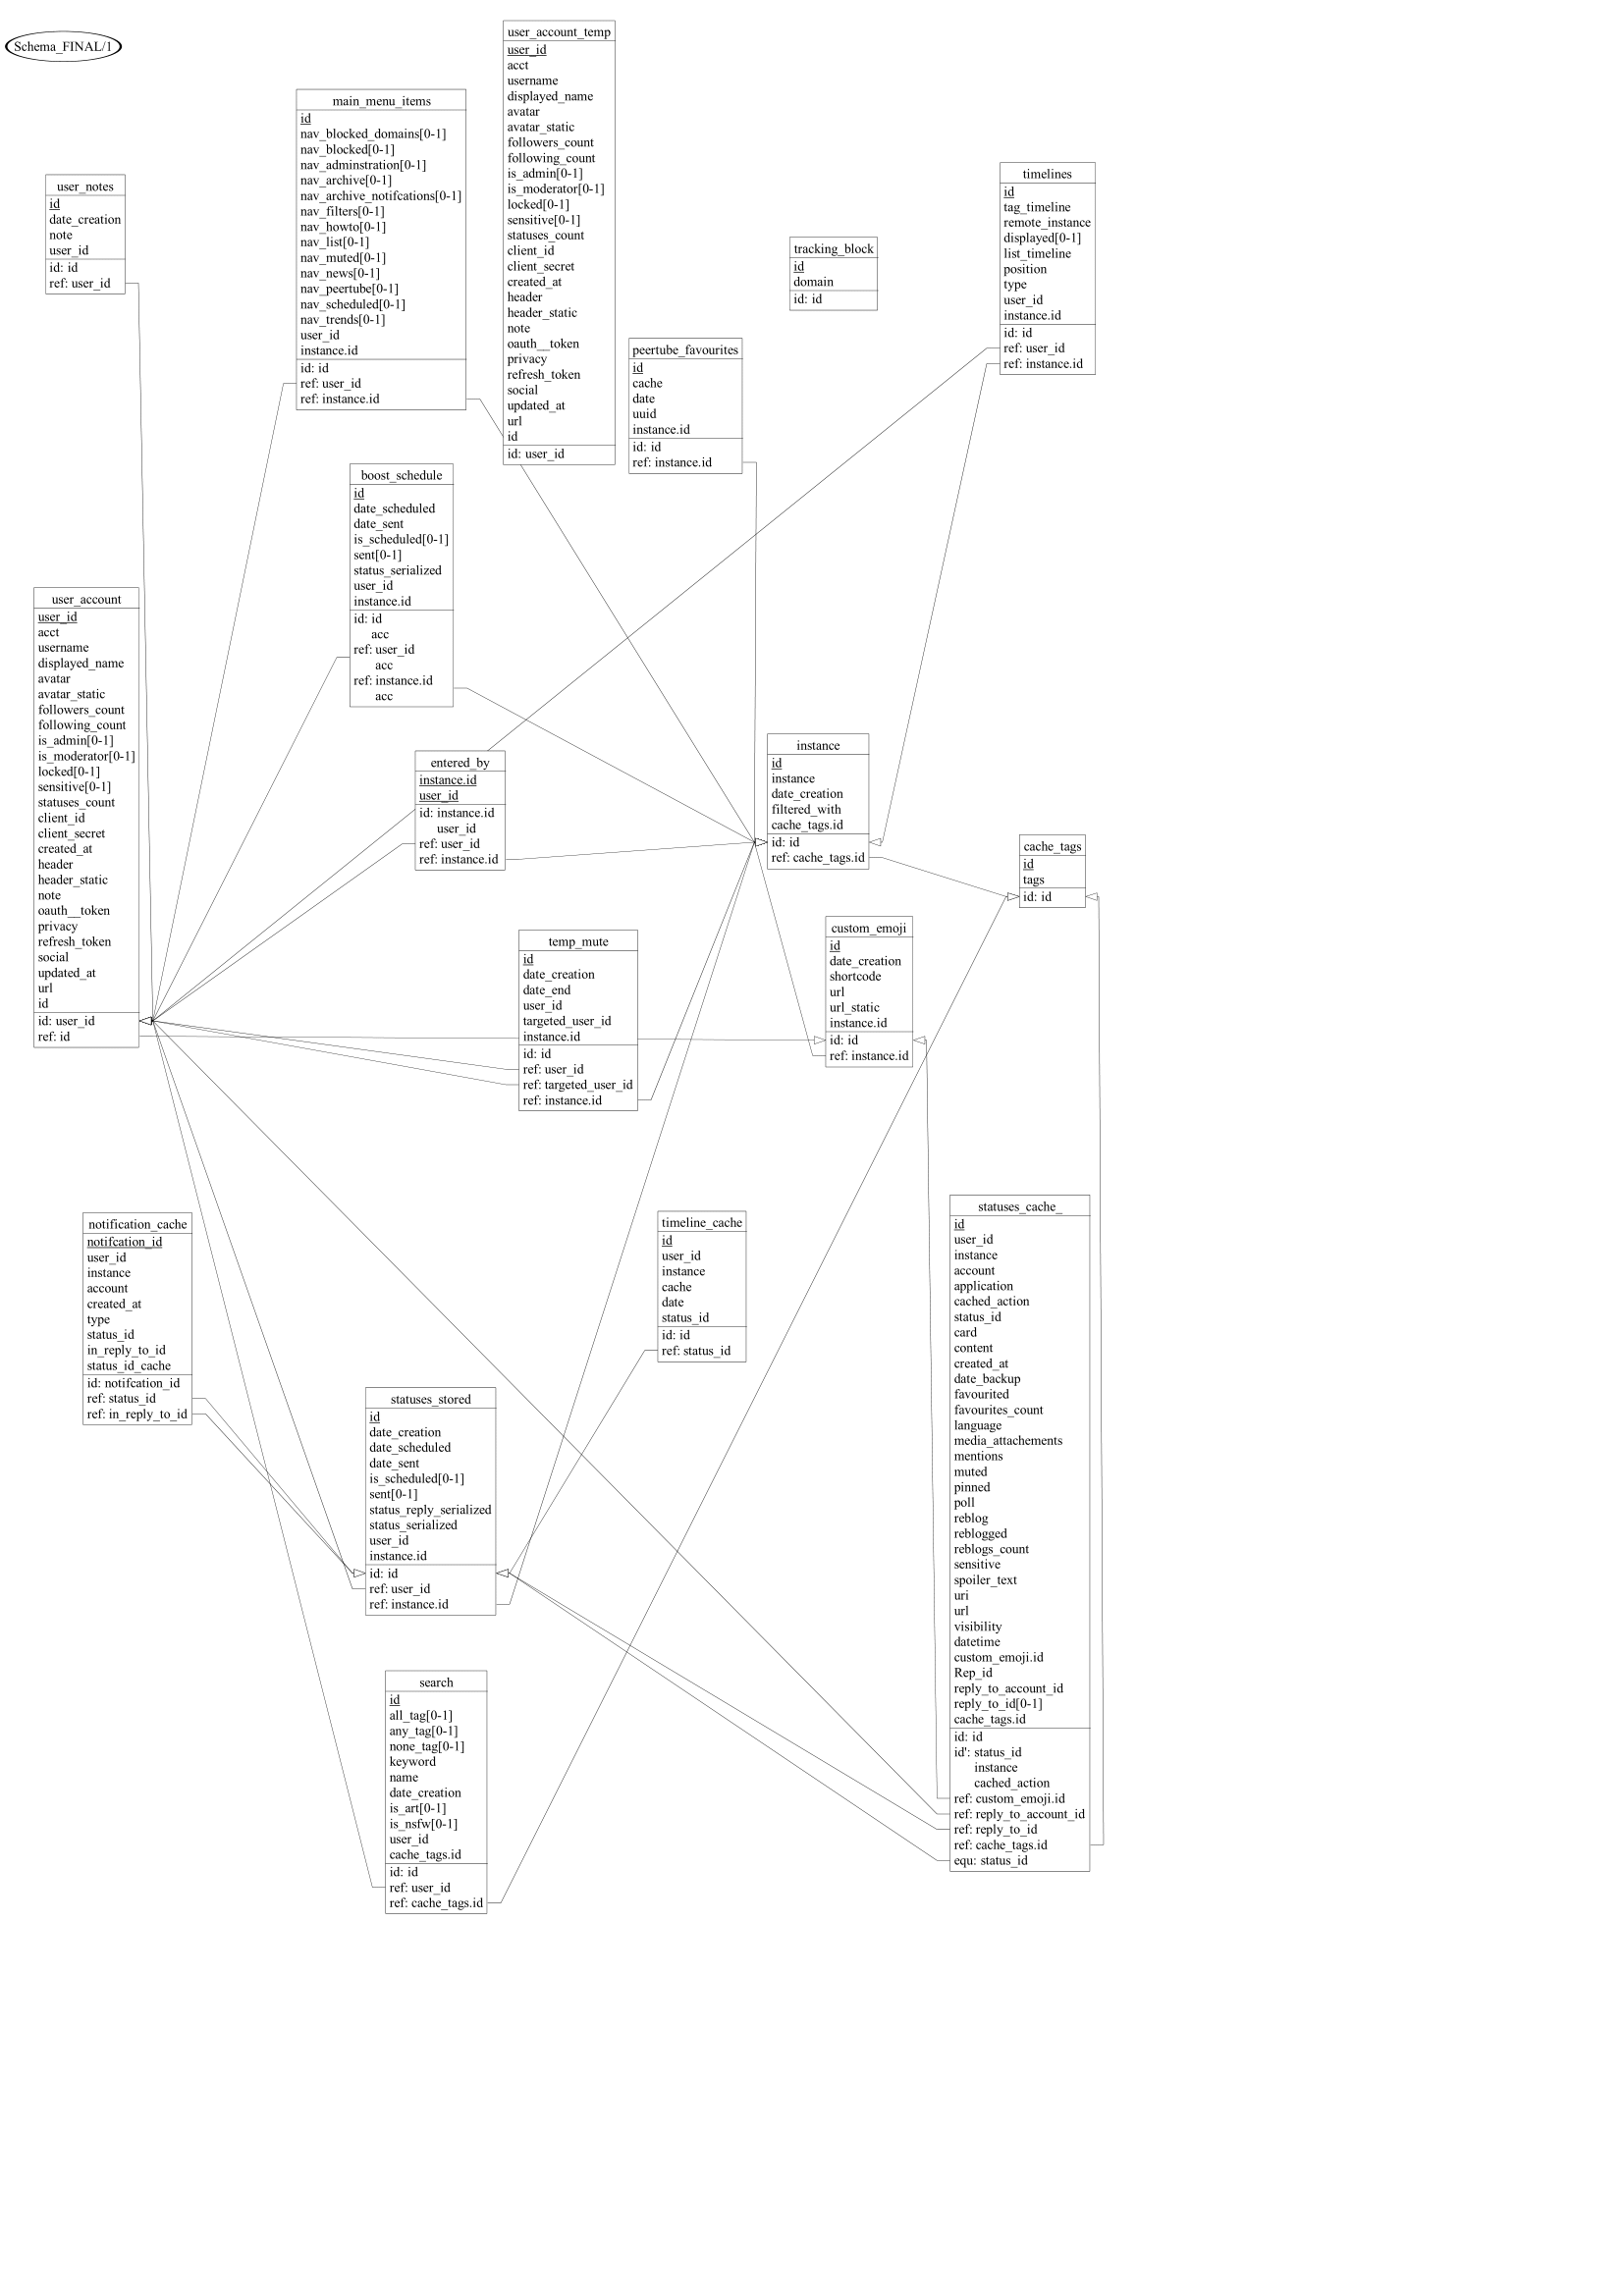 Schema_FINAL/1
user_account_temp
user_id
acct
username
displayed_name
avatar
avatar_static
followers_count
following_count
is_admin[0-1]
is_moderator[0-1]
locked[0-1]
sensitive[0-1]
statuses_count
client_id
client_secret
created_at
header
header_static
note
oauth__token
privacy
refresh_token
social
updated_at
url
id
id: user_id
main_menu_items
id
nav_blocked_domains[0-1]
nav_blocked[0-1]
nav_adminstration[0-1]
nav_archive[0-1]
nav_archive_notifcations[0-1]
nav_filters[0-1]
nav_howto[0-1]
nav_list[0-1]
nav_muted[0-1]
nav_news[0-1]
nav_peertube[0-1]
nav_scheduled[0-1]
nav_trends[0-1]
user_id
instance.id
id: id
ref: user_id
ref: instance.id
user_notes
id
date_creation
note
user_id
id: id
ref: user_id
timelines
id
tag_timeline
remote_instance
displayed[0-1]
list_timeline
position
type
user_id
instance.id
id: id
ref: user_id
ref: instance.id
tracking_block
id
domain
id: id
peertube_favourites
id
cache
date
uuid
instance.id
id: id
ref: instance.id
boost_schedule
id
date_scheduled
date_sent
is_scheduled[0-1]
sent[0-1]
status_serialized
user_id
instance.id
id: id
acc
ref: user_id
acc
ref: instance.id
acc
user_account
user_id
acct
username
displayed_name
avatar
avatar_static
followers_count
following_count
is_admin[0-1]
is_moderator[0-1]
locked[0-1]
sensitive[0-1]
statuses_count
client_id
client_secret
created_at
header
header_static
note
oauth__token
privacy
refresh_token
social
updated_at
url
id
id: user_id
ref: id
entered_by
instance.id
user_id
id: instance.id
user_id
ref: user_id
ref: instance.id
instance
id
instance
date_creation
filtered_with
cache_tags.id
id: id
ref: cache_tags.id
cache_tags
id
tags
id: id
custom_emoji
id
date_creation
shortcode
url
url_static
instance.id
id: id
ref: instance.id
temp_mute
id
date_creation
date_end
user_id
targeted_user_id
instance.id
id: id
ref: user_id
ref: targeted_user_id
ref: instance.id
notification_cache
notifcation_id
user_id
instance
account
created_at
type
status_id
in_reply_to_id
status_id_cache
id: notifcation_id
ref: status_id
ref: in_reply_to_id
timeline_cache
id
user_id
instance
cache
date
status_id
id: id
ref: status_id
statuses_cache_
id
user_id
instance
account
application
cached_action
status_id
card
content
created_at
date_backup
favourited
favourites_count
language
media_attachements
mentions
muted
pinned
poll
reblog
reblogged
reblogs_count
sensitive
spoiler_text
uri
url
visibility
datetime
custom_emoji.id
Rep_id
reply_to_account_id
reply_to_id[0-1]
cache_tags.id
id: id
id': status_id
instance
cached_action
ref: custom_emoji.id
ref: reply_to_account_id
ref: reply_to_id
ref: cache_tags.id
equ: status_id
statuses_stored
id
date_creation
date_scheduled
date_sent
is_scheduled[0-1]
sent[0-1]
status_reply_serialized
status_serialized
user_id
instance.id
id: id
ref: user_id
ref: instance.id
search
id
all_tag[0-1]
any_tag[0-1]
none_tag[0-1]
keyword
name
date_creation
is_art[0-1]
is_nsfw[0-1]
user_id
cache_tags.id
id: id
ref: user_id
ref: cache_tags.id